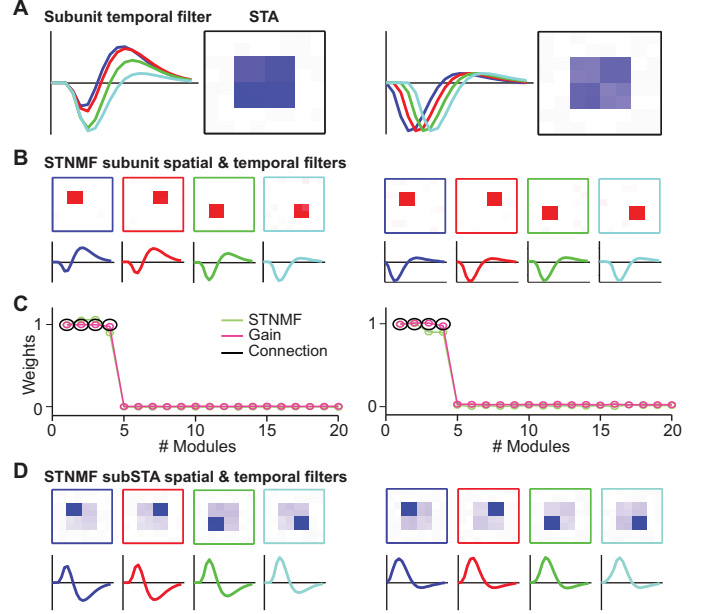 A
Subunit temporal filter STA
B STNMF subunit spatial & temporal filters
C
1
0
Weights
STNMF
Gain
Connection
0 5 10 15 20
# Modules
1
0
0 5 10 15 20
# Modules
D STNMF subSTA spatial & temporal filters